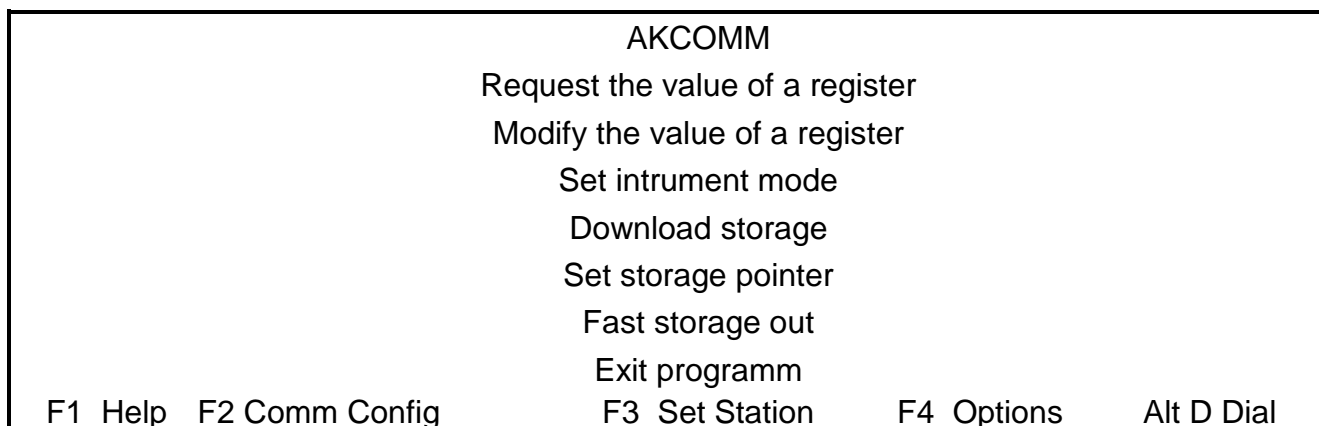 AKCOMM
Request the value of a register
Modify the value of a register
Set intrument mode
Download storage
Set storage pointer
Fast storage out
Exit programm
F1 Help F2 Comm Config F3 Set Station F4 Options Alt D Dial